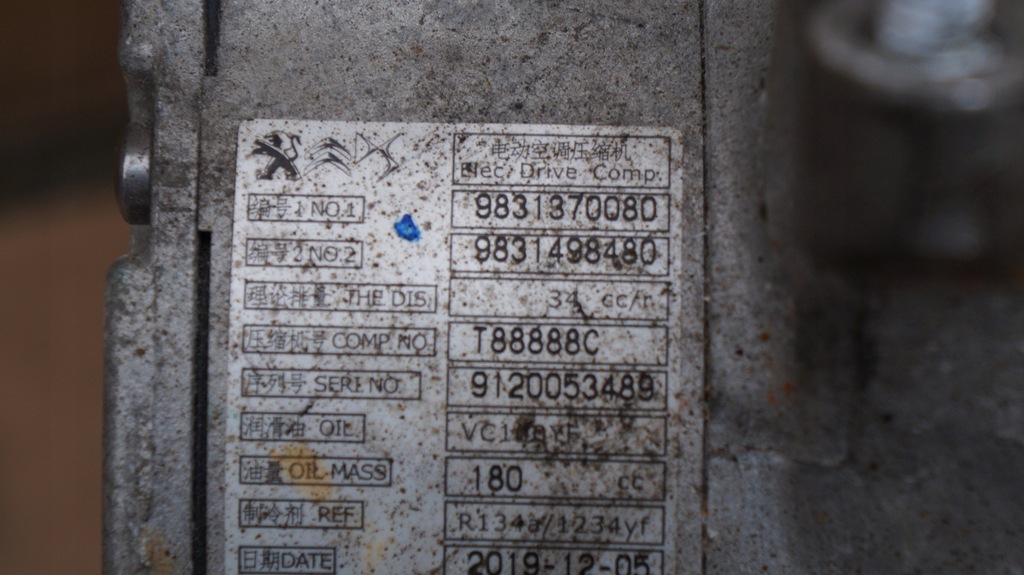 电动空调压缩机
Elec. Drive Comp.
编号1 NO.1 9831370080
编号2 NO.2 9831498480
理论排量 THE DIS. 34 cc/r
压缩机号 COMP NO. T88888C
序列号 SERI NO 9120053489
润滑油 OIL
油量 OIL MASS 180 cc
制冷剂 REF R134a/1234yf
日期DATE 2019-12-05